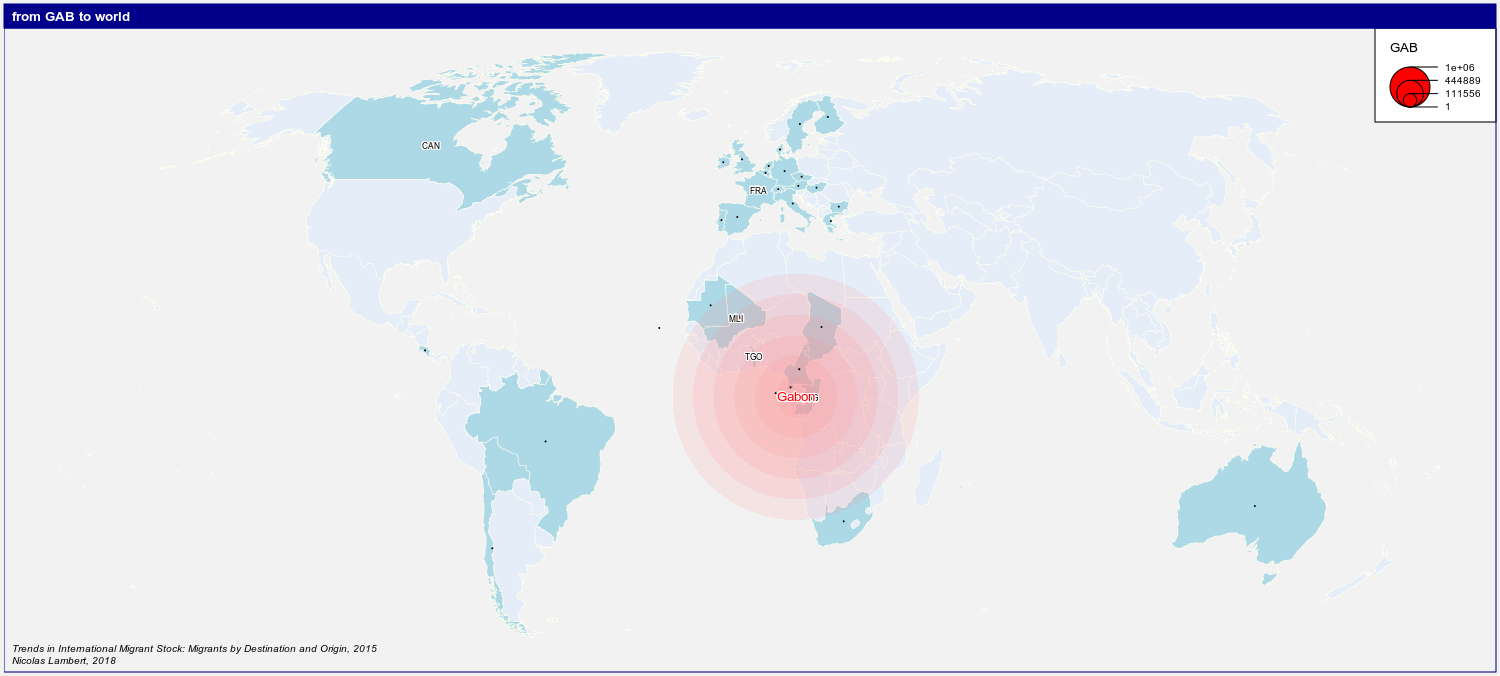 from GAB to world
GAB
1e+06
444889
111556
1
CAN
FRA
MLI
TGO
Gabon
Trends in International Migrant Stock: Migrants by Destination and Origin, 2015
Nicolas Lambert, 2018